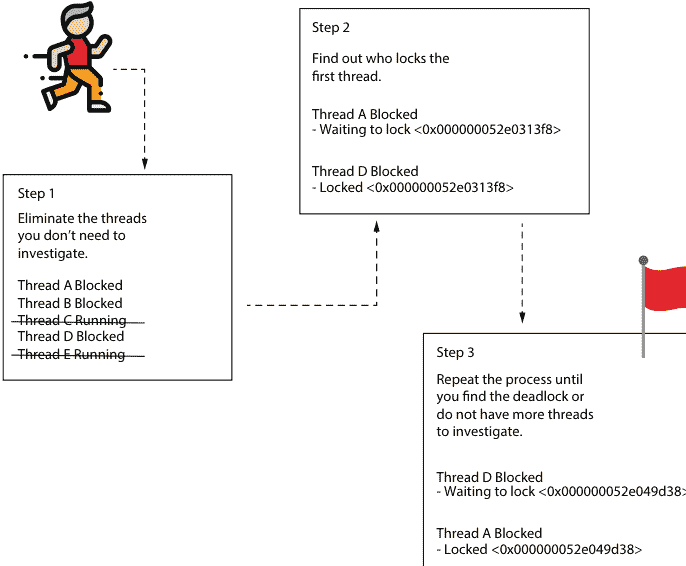 Step 1
Eliminate the threads
you don't need to
investigate.
Thread A Blocked
Thread B Blocked
Thread C Running
Thread D Blocked
Thread E Running
Step 2
Find out who locks the
first thread.
Thread A Blocked
- Waiting to lock <0x000000052e0313f8>
Thread D Blocked
- Locked <0x000000052e0313f8>
Step 3
Repeat the process until
you find the deadlock or
do not have more threads
to investigate.
Thread D Blocked
- Waiting to lock <0x000000052e049d38>
Thread A Blocked
- Locked <0x000000052e049d38>